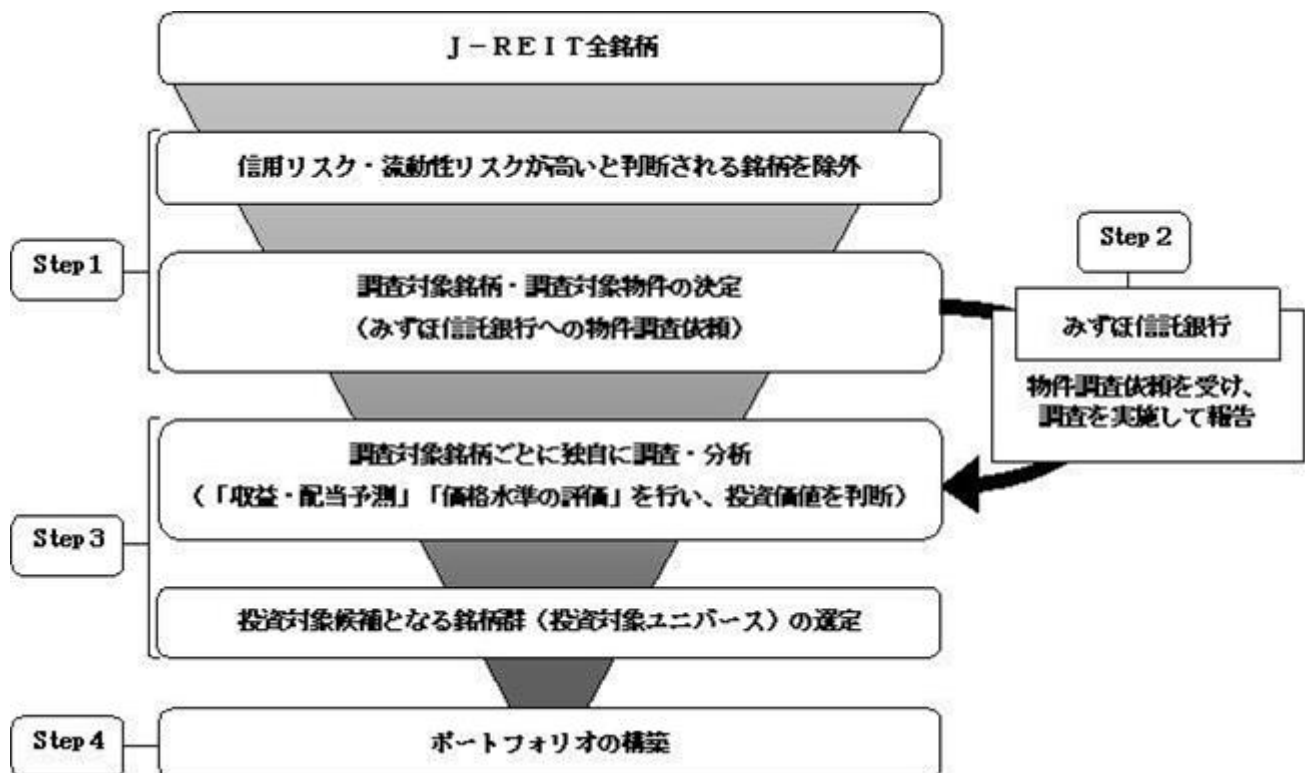 J-REIT全銘柄
信用リスク・流動性リスクが高いと判断される銘柄を除外
Step1
調査対象銘柄・調査対象物件の決定
(みずほ信託銀行への物件調査依頼)
Step2
みずほ信託銀行
物件調査依頼を受け、
調査を実施して報告
Step3
調査対象銘柄ごとに独自に調査・分析
(「収益・配当予測」「価格水準の評価」を行い、投資価値を判断)
投資対象候補となる銘柄群(投資対象ユニバース)の選定
Step4
ポートフォリオの構築